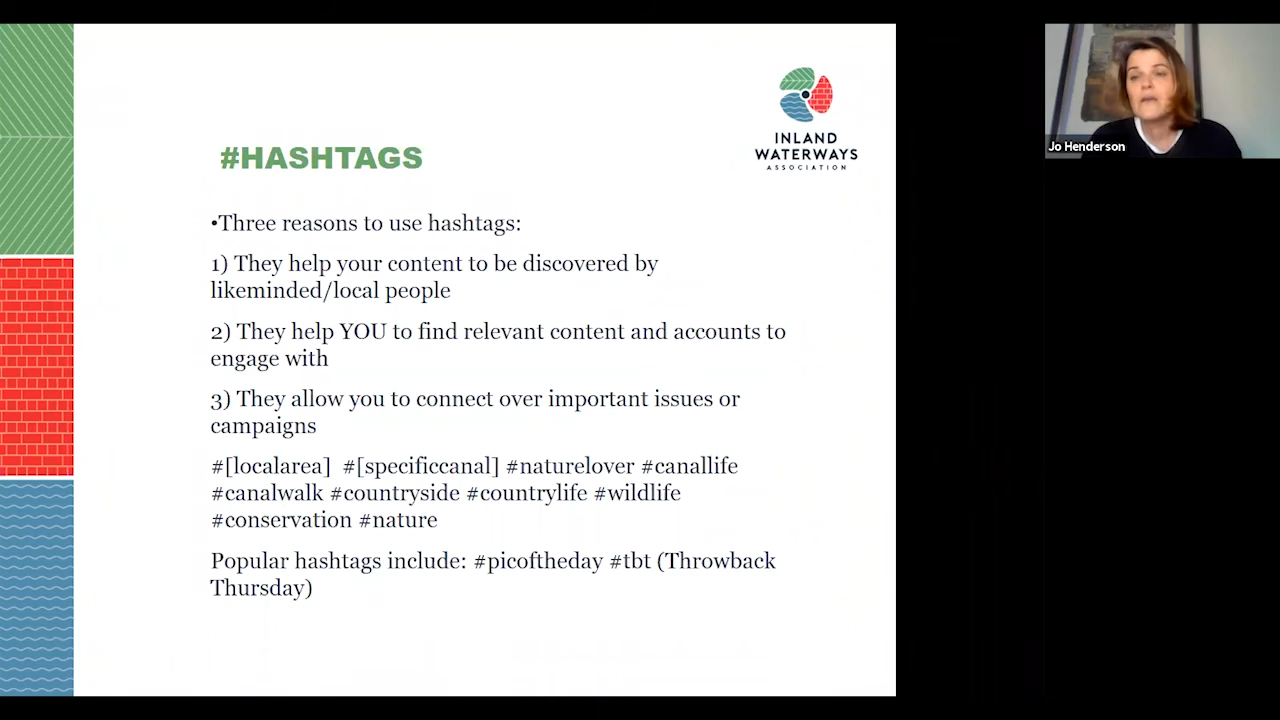 INLAND
WATERWAYS
ASSOCIATION
#HASHTAGS
•Three reasons to use hashtags:
1) They help your content to be discovered by
likeminded/local people
2) They help YOU to find relevant content and accounts to
engage with
3) They allow you to connect over important issues or
campaigns
#[localarea]  #[specificcanal] #naturelover #canallife
#canalwalk #countryside #countrylife #wildlife
#conservation #nature
Popular hashtags include: #picoftheday #tbt (Throwback
Thursday)
Jo Henderson